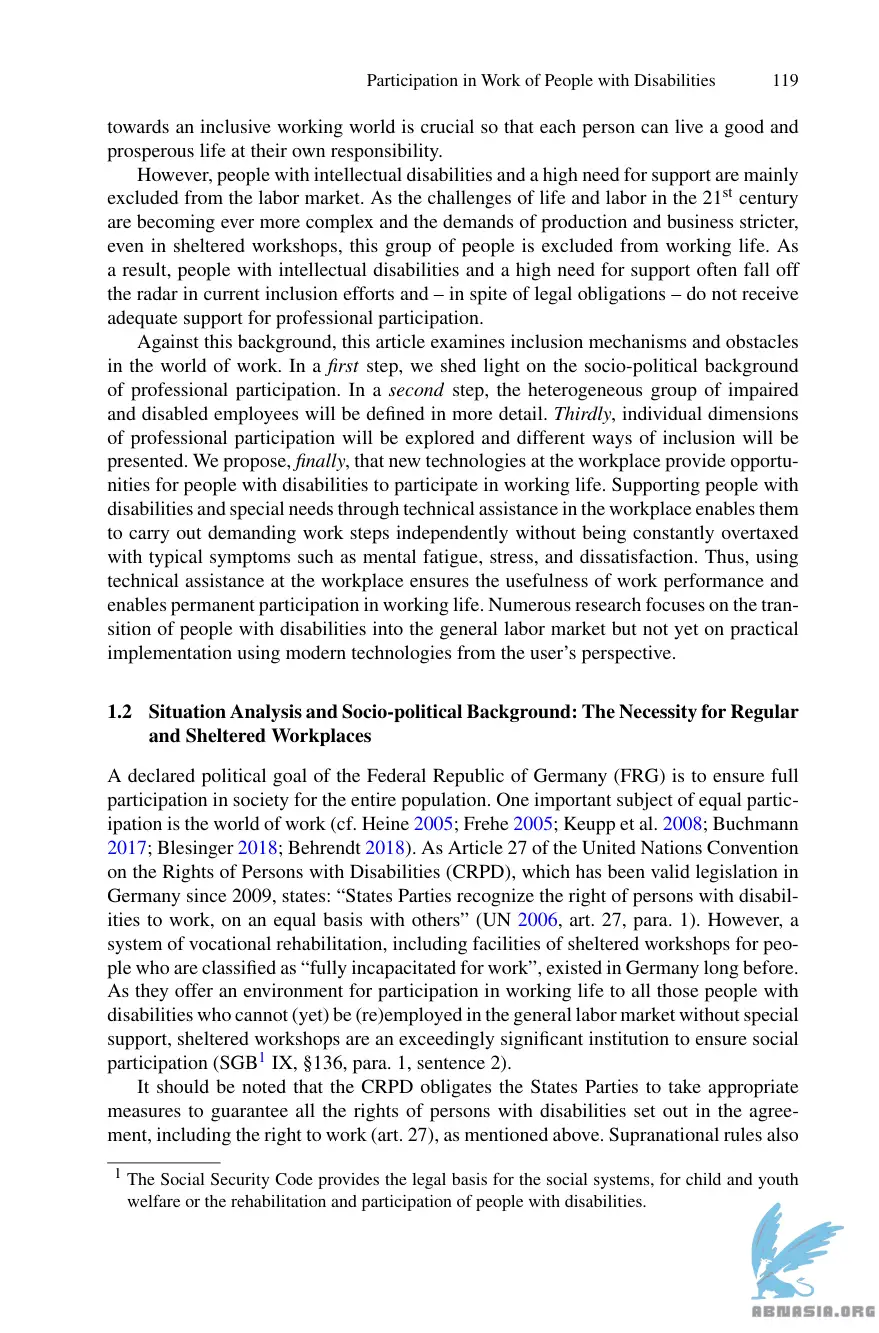 Participation in Work of People with Disabilities 119
towards an inclusive working world is crucial so that each person can live a good and
prosperous life at their own responsibility.
However, people with intellectual disabilities and a high need for support are mainly
excluded from the labor market. As the challenges of life and labor in the 21st century
are becoming ever more complex and the demands of production and business stricter,
even in sheltered workshops, this group of people is excluded from working life. As
a result, people with intellectual disabilities and a high need for support often fall off
the radar in current inclusion efforts and – in spite of legal obligations – do not receive
adequate support for professional participation.
Against this background, this article examines inclusion mechanisms and obstacles
in the world of work. In a first step, we shed light on the socio-political background
of professional participation. In a second step, the heterogeneous group of impaired
and disabled employees will be defined in more detail. Thirdly, individual dimensions
of professional participation will be explored and different ways of inclusion will be
presented. We propose, finally, that new technologies at the workplace provide opportu-
nities for people with disabilities to participate in working life. Supporting people with
disabilities and special needs through technical assistance in the workplace enables them
to carry out demanding work steps independently without being constantly overtaxed
with typical symptoms such as mental fatigue, stress, and dissatisfaction. Thus, using
technical assistance at the workplace ensures the usefulness of work performance and
enables permanent participation in working life. Numerous research focuses on the tran-
sition of people with disabilities into the general labor market but not yet on practical
implementation using modern technologies from the user's perspective.
1.2 Situation Analysis and Socio-political Background: The Necessity for Regular
and Sheltered Workplaces
A declared political goal of the Federal Republic of Germany (FRG) is to ensure full
participation in society for the entire population. One important subject of equal partic-
ipation is the world of work (cf. Heine 2005; Frehe 2005; Keupp et al. 2008; Buchmann
2017; Blesinger 2018; Behrendt 2018). As Article 27 of the United Nations Convention
on the Rights of Persons with Disabilities (CRPD), which has been valid legislation in
Germany since 2009, states: “States Parties recognize the right of persons with disabil-
ities to work, on an equal basis with others” (UN 2006, art. 27, para. 1). However, a
system of vocational rehabilitation, including facilities of sheltered workshops for peo-
ple who are classified as “fully incapacitated for work”, existed in Germany long before.
As they offer an environment for participation in working life to all those people with
disabilities who cannot (yet) be (re)employed in the general labor market without special
support, sheltered workshops are an exceedingly significant institution to ensure social
participation (SGB1 IX, §136, para. 1, sentence 2).
It should be noted that the CRPD obligates the States Parties to take appropriate
measures to guarantee all the rights of persons with disabilities set out in the agree-
ment, including the right to work (art. 27), as mentioned above. Supranational rules also
1 The Social Security Code provides the legal basis for the social systems, for child and youth
welfare or the rehabilitation and participation of people with disabilities.
ABNASIA.ORG